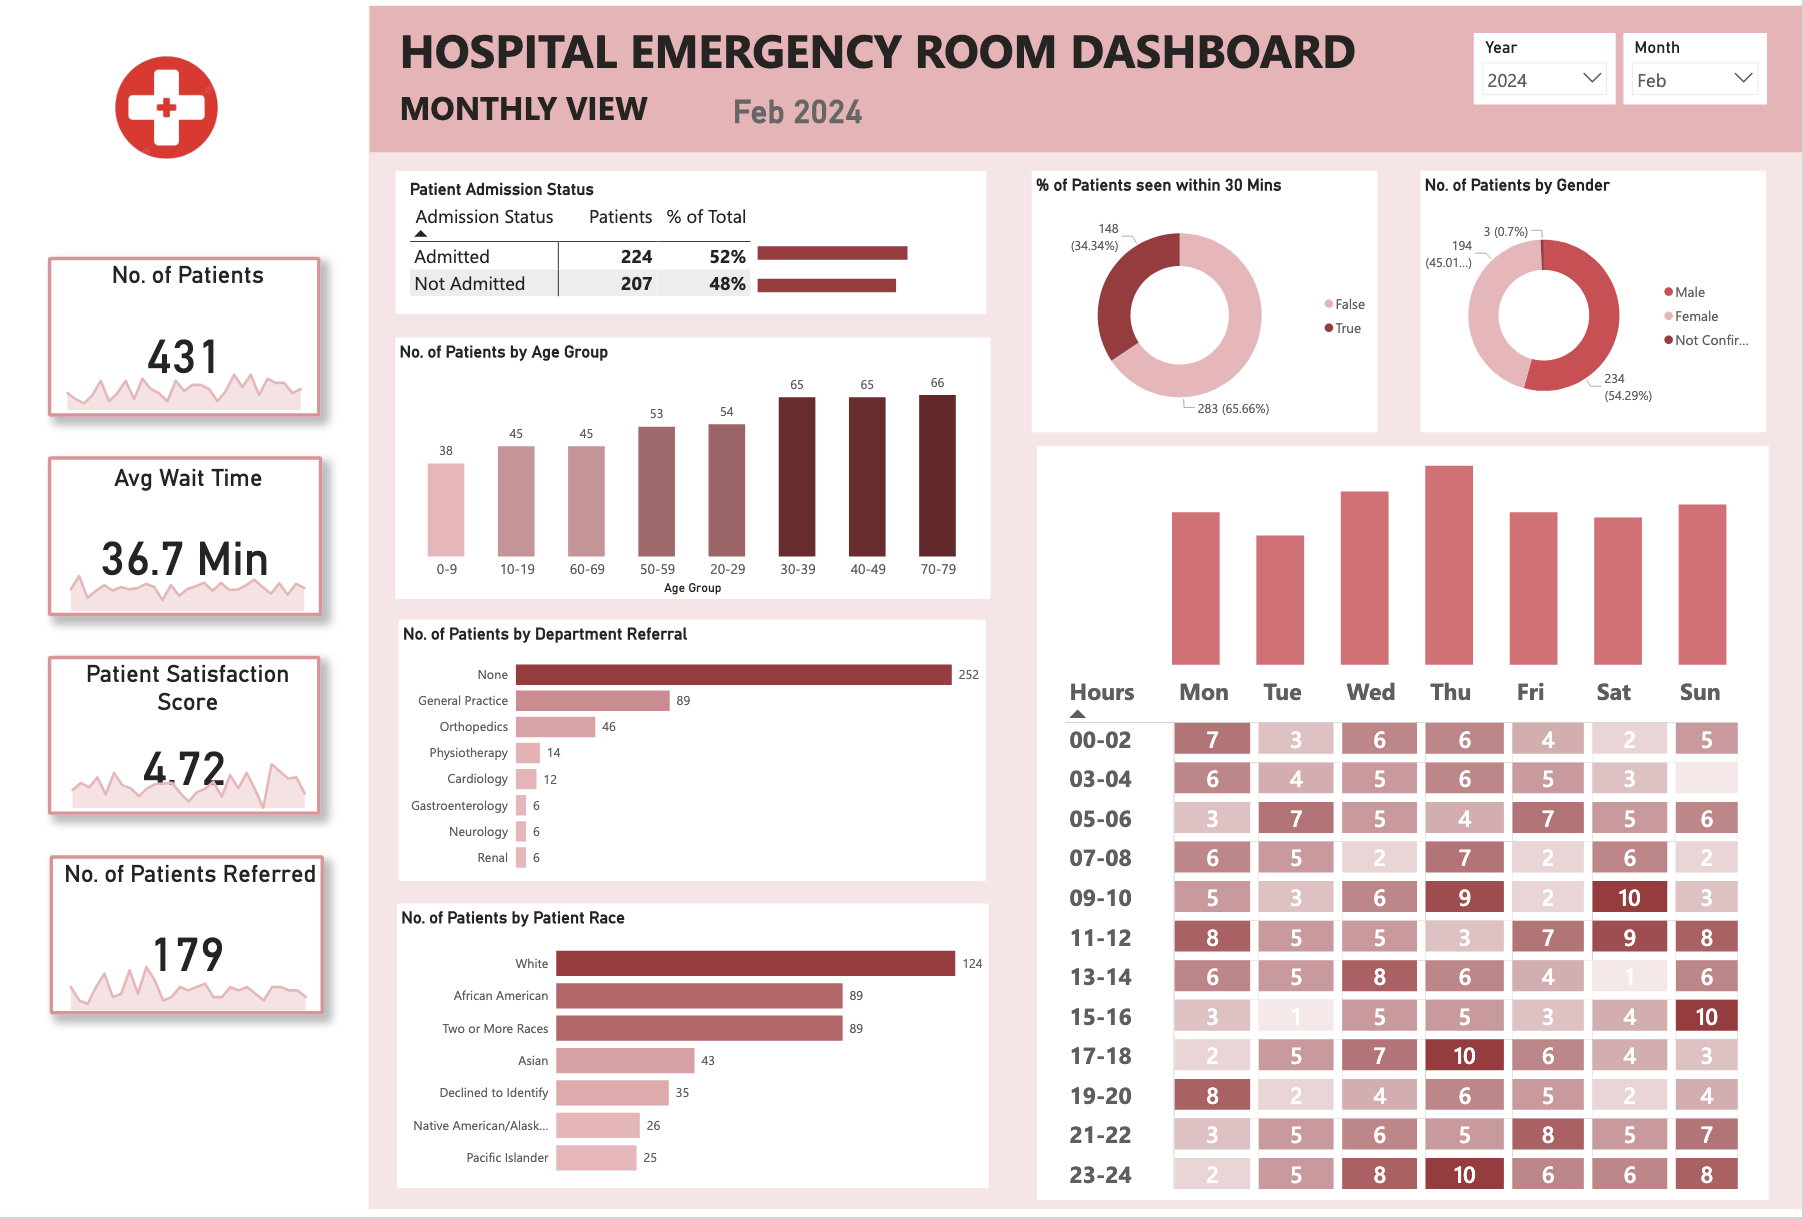 HOSPITAL EMERGENCY ROOM DASHBOARD
MONTHLY VIEW Feb 2024
Year
2024
Month
Feb
No. of Patients
431
Avg Wait Time
36.7 Min
Patient Satisfaction
Score
4.72
No. of Patients Referred
179
Patient Admission Status
Admission Status Patients % of Total
Admitted 224 52%
Not Admitted 207 48%
No. of Patients by Age Group
38 45 45 53 54 65 65 66
0-9 10-19 60-69 50-59 20-29 30-39 40-49 70-79
Age Group
No. of Patients by Department Referral
None 252
General Practice 89
Orthopedics 46
Physiotherapy 14
Cardiology 12
Gastroenterology 6
Neurology 6
Renal 6
No. of Patients by Patient Race
White 124
African American 89
Two or More Races 89
Asian 43
Declined to Identify 35
Native American/Alask... 26
Pacific Islander 25
% of Patients seen within 30 Mins
148
(34.34%)
283 (65.66%)
False
True
No. of Patients by Gender
3 (0.7%)
194
(45.01...)
234
(54.29%)
Male
Female
Not Confir...
Hours Mon Tue Wed Thu Fri Sat Sun
00-02 7 3 6 6 4 2 5
03-04 6 4 5 6 5 3
05-06 3 7 5 4 7 5 6
07-08 6 5 2 7 2 6 2
09-10 5 3 6 9 2 10 3
11-12 8 5 5 3 7 9 8
13-14 6 5 8 6 4 1 6
15-16 3 1 5 5 3 4 10
17-18 2 5 7 10 6 4 3
19-20 8 2 4 6 5 2 4
21-22 3 5 6 5 8 5 7
23-24 2 5 8 10 6 6 8